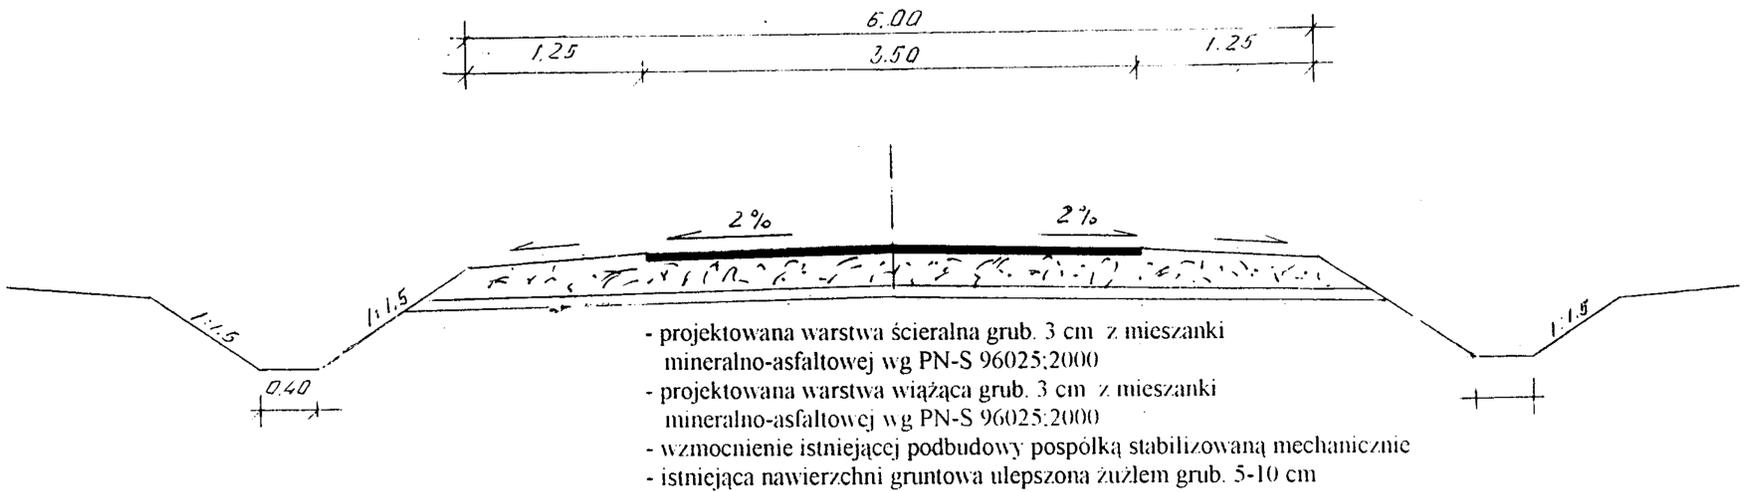 6.00
1.25 3.50 1.25
2% 2%
1:1.5 1:1.5 1:1.5
0.40
- projektowana warstwa ścieralna grub. 3 cm z mieszanki
mineralno-asfaltowej wg PN-S 96025:2000
- projektowana warstwa wiążąca grub. 3 cm z mieszanki
mineralno-asfaltowej wg PN-S 96025:2000
- wzmocnienie istniejącej podbudowy pospółką stabilizowaną mechanicznie
- istniejąca nawierzchni gruntowa ulepszona żużlem grub. 5-10 cm